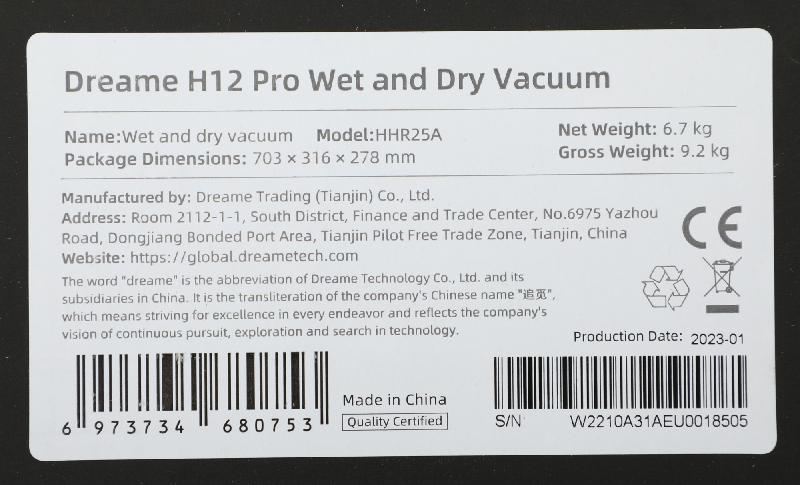 Dreame H12 Pro Wet and Dry Vacuum
Name:Wet and dry vacuum Model:HHR25A
Net Weight: 6.7 kg
Package Dimensions: 703 × 316 × 278 mm
Gross Weight: 9.2 kg
Manufactured by: Dreame Trading (Tianjin) Co., Ltd.
Address: Room 2112-1-1, South District, Finance and Trade Center, No.6975 Yazhou
Road, Dongjiang Bonded Port Area, Tianjin Pilot Free Trade Zone, Tianjin, China
Website: https://global.dreametech.com
CE
The word "dreame" is the abbreviation of Dreame Technology Co., Ltd. and its
subsidiaries in China. It is the transliteration of the company's Chinese name "追觅",
which means striving for excellence in every endeavor and reflects the company's
vision of continuous pursuit, exploration and search in technology.
Production Date: 2023-01
6 973734 680753
Made in China
Quality Certified
S/N W2210A31AEU0018505